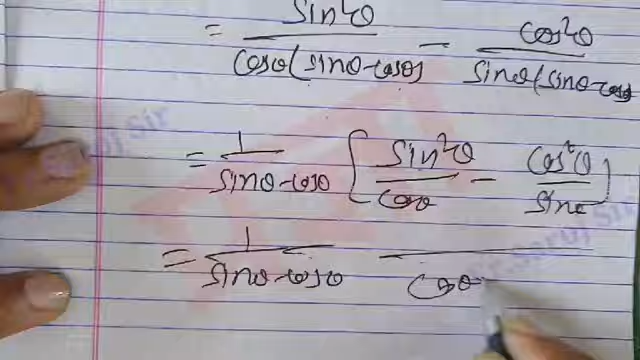 = sin²θ / cosθ(sinθ-cosθ) - cos²θ / sinθ(sinθ-cosθ)
= 1 / sinθ-cosθ [ sin²θ / cosθ - cos²θ / sinθ ]
= 1 / sinθ-cosθ cosθ